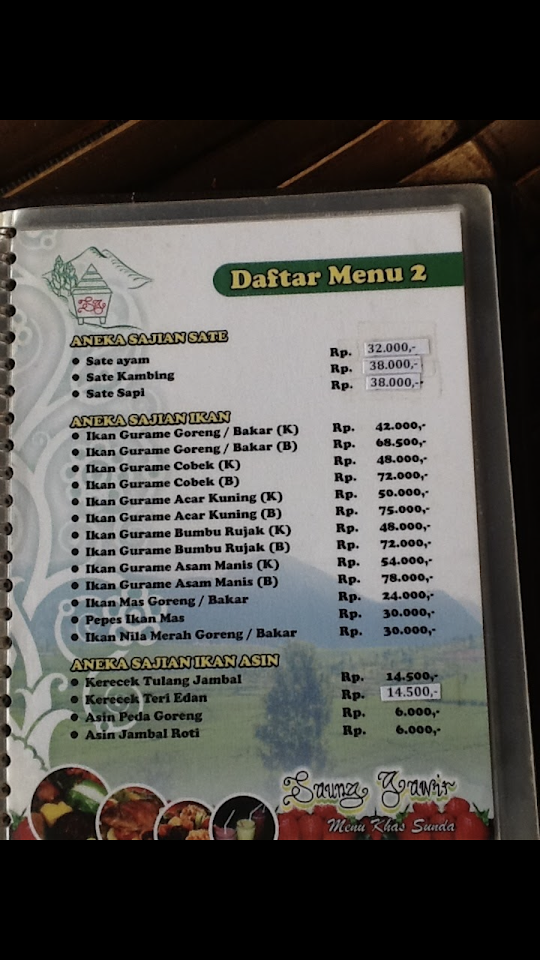 Daftar Menu 2
ANEKA SAJIAN SATE
• Sate ayam Rp. 32.000,-
• Sate Kambing Rp. 38.000,-
• Sate Sapi Rp. 38.000,-
ANEKA SAJIAN IKAN
• Ikan Gurame Goreng / Bakar (K) Rp. 42.000,-
• Ikan Gurame Goreng / Bakar (B) Rp. 68.500,-
• Ikan Gurame Cobek (K) Rp. 48.000,-
• Ikan Gurame Cobek (B) Rp. 72.000,-
• Ikan Gurame Acar Kuning (K) Rp. 50.000,-
• Ikan Gurame Acar Kuning (B) Rp. 75.000,-
• Ikan Gurame Bumbu Rujak (K) Rp. 48.000,-
• Ikan Gurame Bumbu Rujak (B) Rp. 72.000,-
• Ikan Gurame Asam Manis (K) Rp. 54.000,-
• Ikan Gurame Asam Manis (B) Rp. 78.000,-
• Ikan Mas Goreng / Bakar Rp. 24.000,-
• Pepes Ikan Mas Rp. 30.000,-
• Ikan Nila Merah Goreng / Bakar Rp. 30.000,-
ANEKA SAJIAN IKAN ASIN
• Kerecek Tulang Jambal Rp. 14.500,-
• Kerecek Teri Edan Rp. 14.500,-
• Asin Peda Goreng Rp. 6.000,-
• Asin Jambal Roti Rp. 6.000,-
Saung Gawir
Menu Khas Sunda